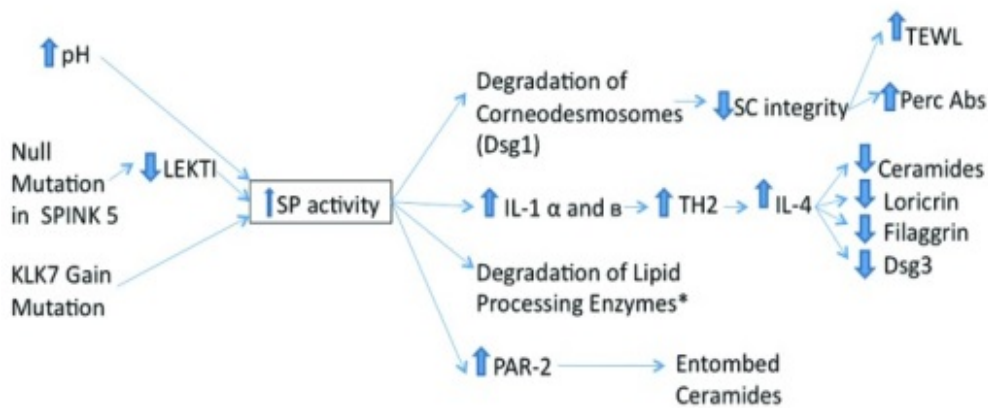 pH
Null
Mutation
in SPINK 5
LEKTI
KLK7 Gain
Mutation
SP activity
Degradation of
Corneodesmosomes
(Dsg1)
SC integrity
TEWL
Perc Abs
IL-1 α and в
TH2
IL-4
Ceramides
Loricrin
Filaggrin
Dsg3
Degradation of Lipid
Processing Enzymes*
PAR-2
Entombed
Ceramides